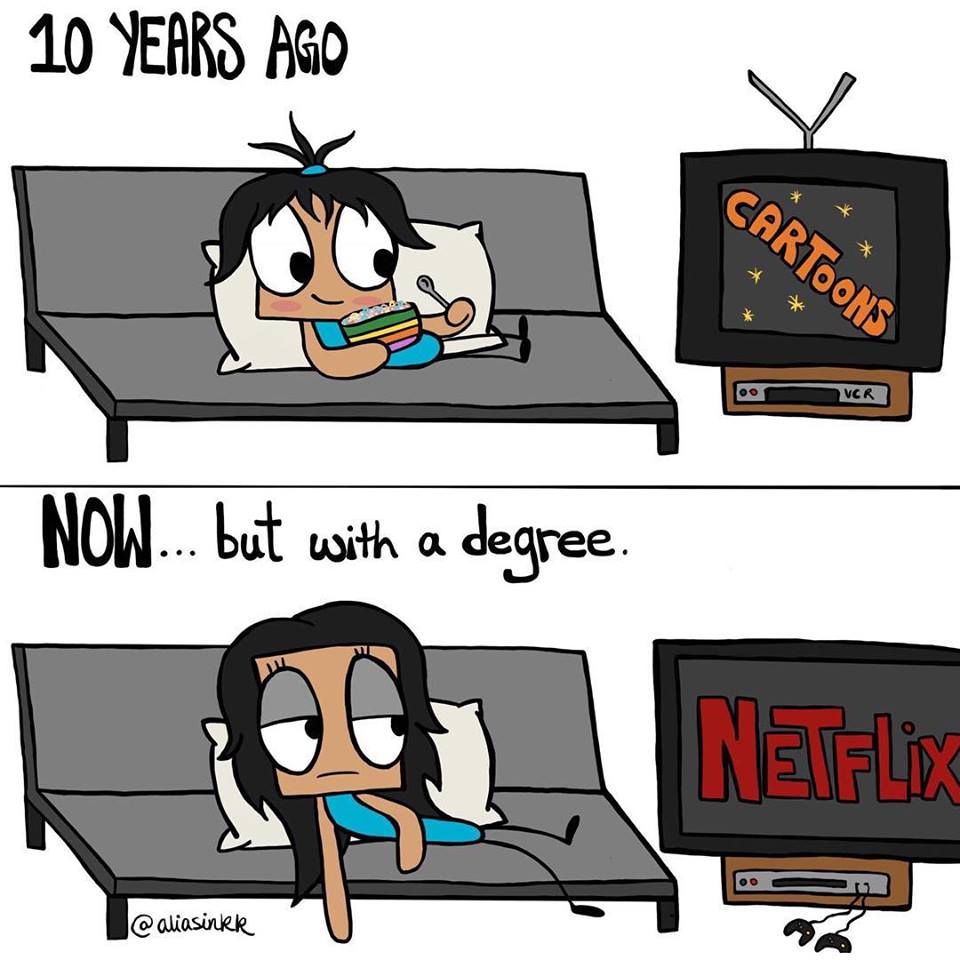 10 YEARS AGO
CARTOONS
VCR
NOW... but with a degree.
NETFLiX
@aliasinkk